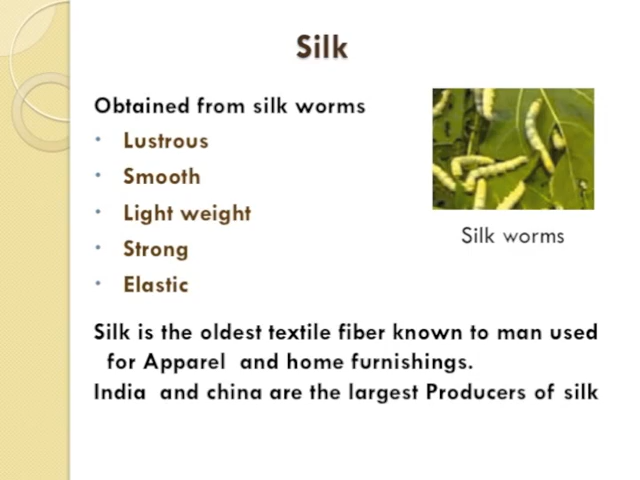 Silk
Obtained from silk worms
• Lustrous
• Smooth
• Light weight
• Strong
• Elastic
Silk worms
Silk is the oldest textile fiber known to man used
for Apparel and home furnishings.
India and china are the largest Producers of silk